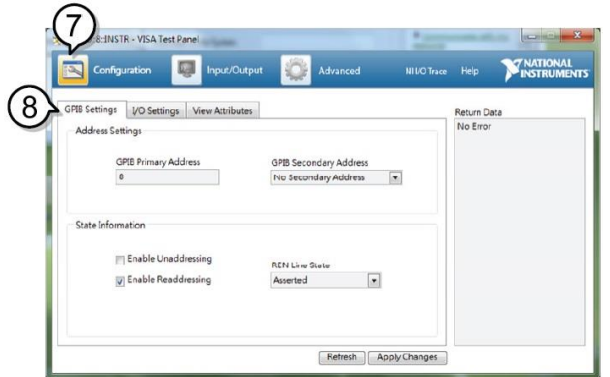 7
8::INSTR - VISA Test Panel
Configuration Input/Output Advanced NI I/O Trace Help NATIONAL INSTRUMENTS
8
GPIB Settings I/O Settings View Attributes
Return Data
Address Settings
No Error
GPIB Primary Address GPIB Secondary Address
8 No Secondary Address
State Information
Enable Unaddressing
REN Line State
Enable Readdressing
Asserted
Refresh Apply Changes